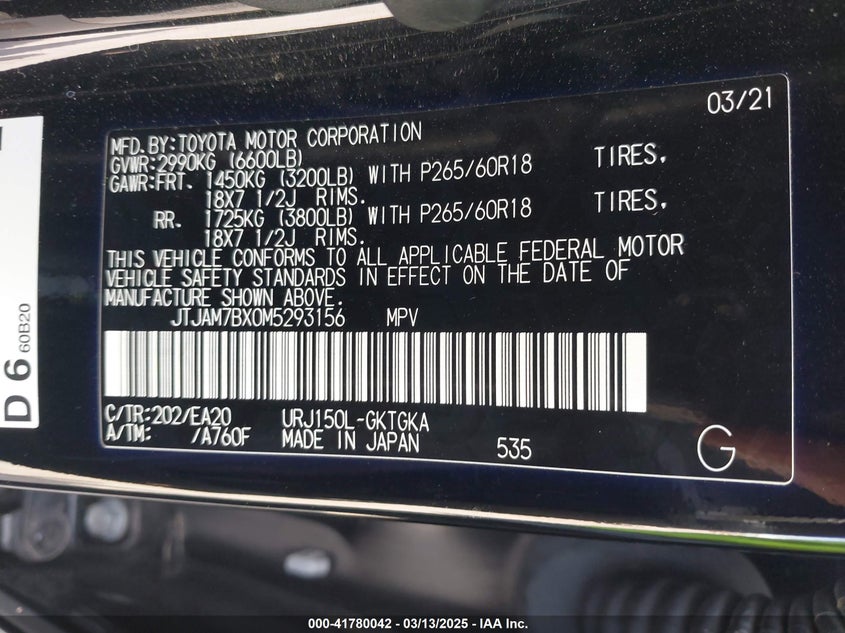 03/21
MFD.BY:TOYOTA MOTOR CORPORATION
GVWR:2990KG (6600LB)
GAWR:FRT. 1450KG (3200LB) WITH P265/60R18 TIRES,
18X7 1/2J RIMS.
RR. 1725KG (3800LB) WITH P265/60R18 TIRES,
18X7 1/2J RIMS.
THIS VEHICLE CONFORMS TO ALL APPLICABLE FEDERAL MOTOR
VEHICLE SAFETY STANDARDS IN EFFECT ON THE DATE OF
MANUFACTURE SHOWN ABOVE.
JTJAM7BX0M5293156 MPV
C/TR:202/EA20 URJ150L-GKTGKA
A/TM: /A760F MADE IN JAPAN 535 G
D 6 60B20
000-41780042 - 03/13/2025 - IAA Inc.